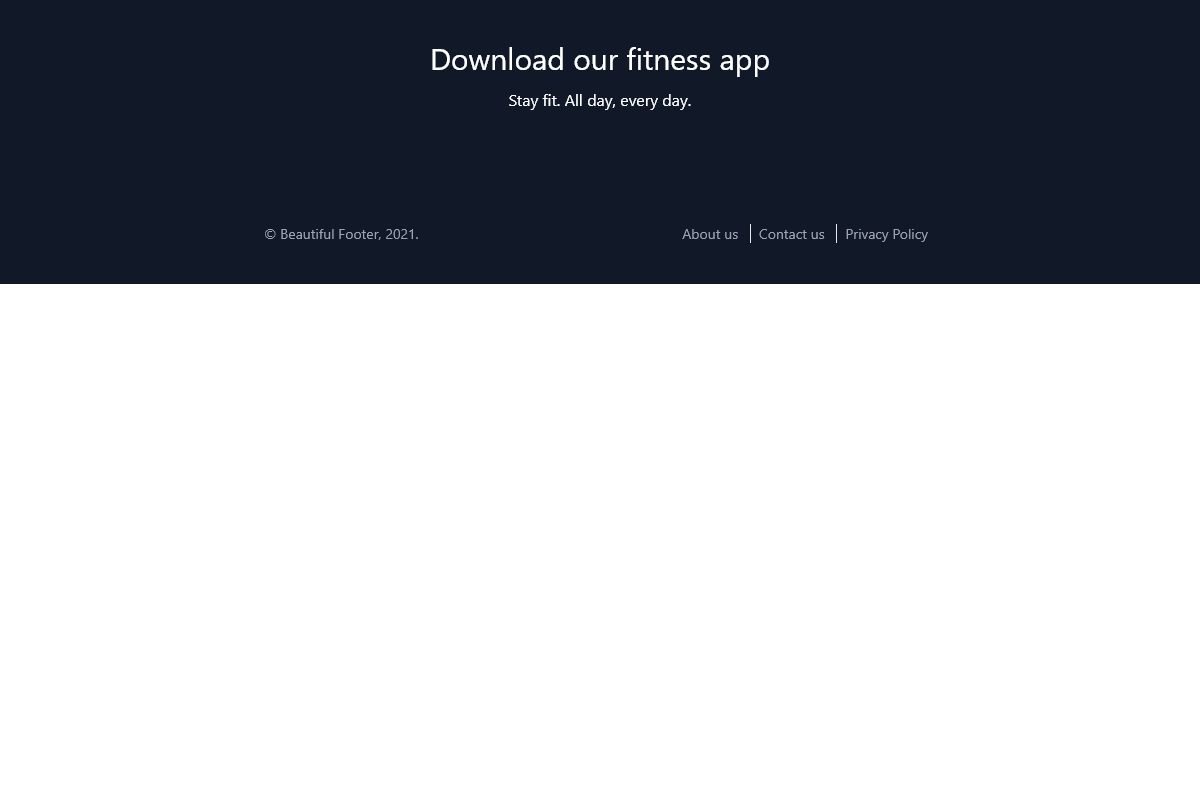 Download our fitness app
Stay fit. All day, every day.
© Beautiful Footer, 2021.
About us
Contact us
Privacy Policy